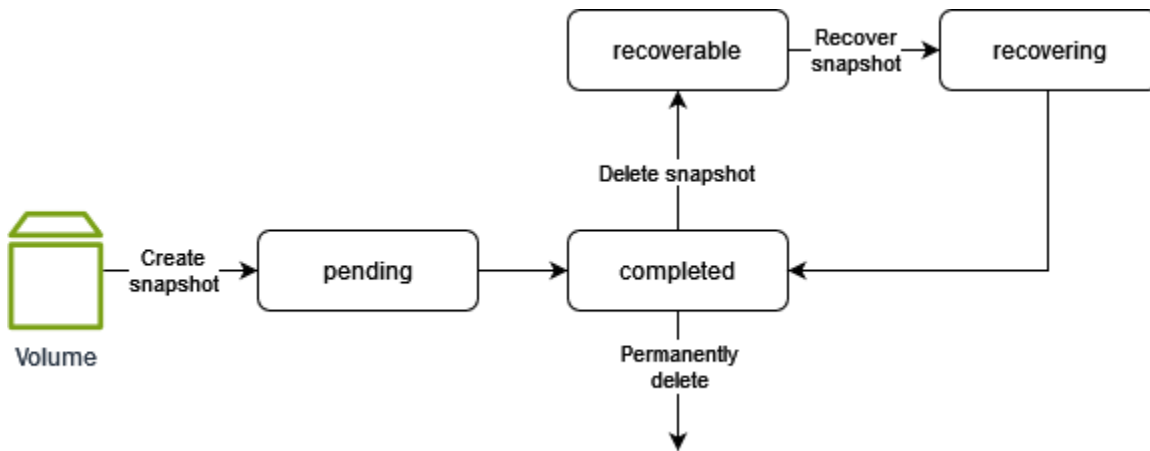 recoverable
Recover
snapshot
recovering
Delete snapshot
Create
snapshot
pending
completed
Volume
Permanently
delete